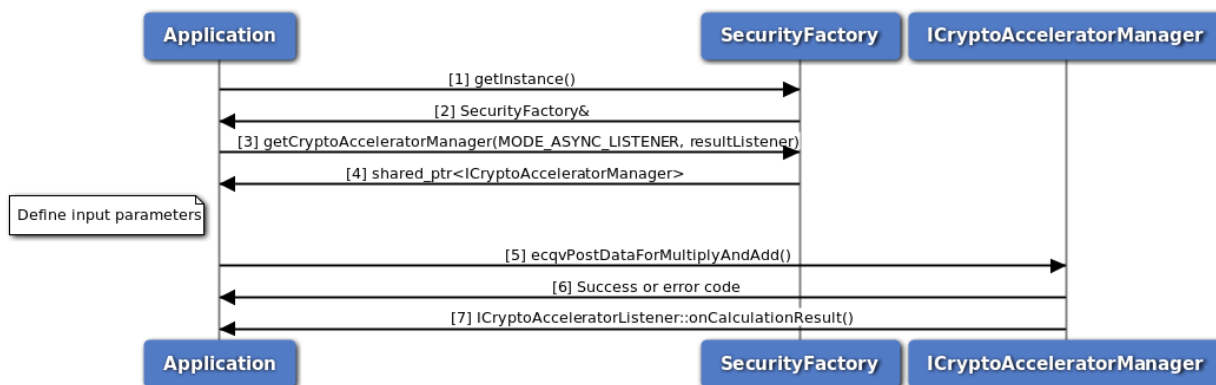 Application
SecurityFactory
ICryptoAcceleratorManager
[1] getInstance()
[2] SecurityFactory&
[3] getCryptoAcceleratorManager(MODE_ASYNC_LISTENER, resultListener)
[4] shared_ptr<ICryptoAcceleratorManager>
Define input parameters
[5] ecqvPostDataForMultiplyAndAdd()
[6] Success or error code
[7] ICryptoAcceleratorListener::onCalculationResult()
Application
SecurityFactory
ICryptoAcceleratorManager